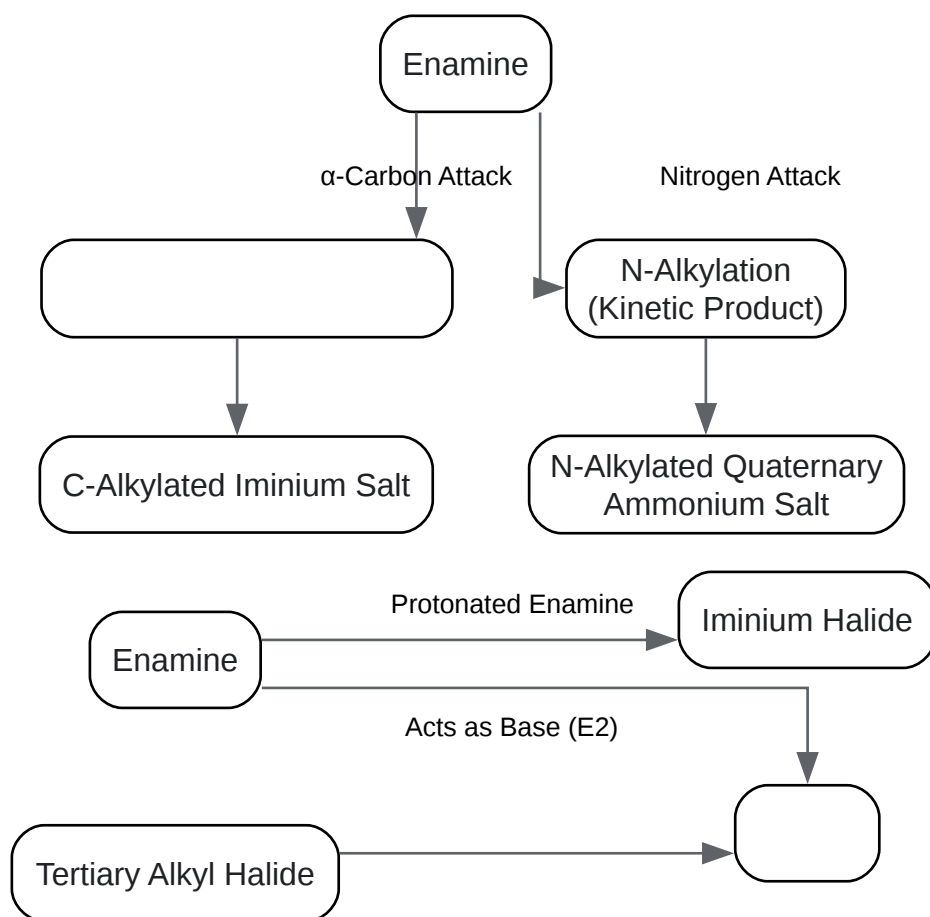 Enamine
α-Carbon Attack
Nitrogen Attack
N-Alkylation
(Kinetic Product)
C-Alkylated Iminium Salt
N-Alkylated Quaternary
Ammonium Salt
Protonated Enamine
Iminium Halide
Enamine
Acts as Base (E2)
Tertiary Alkyl Halide